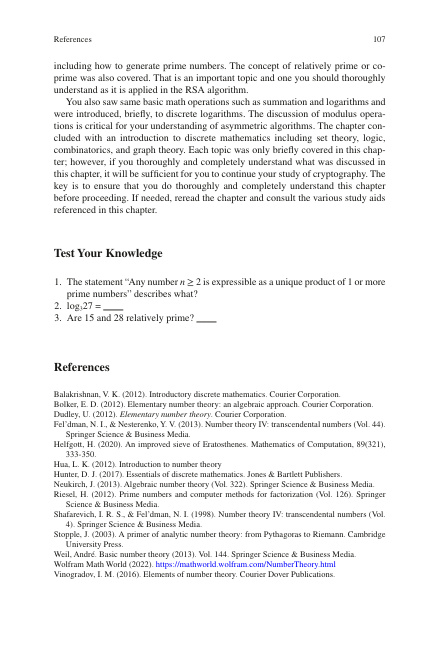 References 107
including how to generate prime numbers. The concept of relatively prime or co-
prime was also covered. That is an important topic and one you should thoroughly
understand as it is applied in the RSA algorithm.
You also saw same basic math operations such as summation and logarithms and
were introduced, briefly, to discrete logarithms. The discussion of modulus opera-
tions is critical for your understanding of asymmetric algorithms. The chapter con-
cluded with an introduction to discrete mathematics including set theory, logic,
combinatorics, and graph theory. Each topic was only briefly covered in this chap-
ter; however, if you thoroughly and completely understand what was discussed in
this chapter, it will be sufficient for you to continue your study of cryptography. The
key is to ensure that you do thoroughly and completely understand this chapter
before proceeding. If needed, reread the chapter and consult the various study aids
referenced in this chapter.
Test Your Knowledge
1. The statement “Any number n ≥ 2 is expressible as a unique product of 1 or more
prime numbers” describes what?
2. log₃27 = ____
3. Are 15 and 28 relatively prime? ____
References
Balakrishnan, V. K. (2012). Introductory discrete mathematics. Courier Corporation.
Bolker, E. D. (2012). Elementary number theory: an algebraic approach. Courier Corporation.
Dudley, U. (2012). Elementary number theory. Courier Corporation.
Fel’dman, N. I., & Nesterenko, Y. V. (2013). Number theory IV: transcendental numbers (Vol. 44).
Springer Science & Business Media.
Helfgott, H. (2020). An improved sieve of Eratosthenes. Mathematics of Computation, 89(321),
333-350.
Hua, L. K. (2012). Introduction to number theory
Hunter, D. J. (2017). Essentials of discrete mathematics. Jones & Bartlett Publishers.
Neukirch, J. (2013). Algebraic number theory (Vol. 322). Springer Science & Business Media.
Riesel, H. (2012). Prime numbers and computer methods for factorization (Vol. 126). Springer
Science & Business Media.
Shafarevich, I. R. S., & Fel’dman, N. I. (1998). Number theory IV: transcendental numbers (Vol.
4). Springer Science & Business Media.
Stopple, J. (2003). A primer of analytic number theory: from Pythagoras to Riemann. Cambridge
University Press.
Weil, André. Basic number theory (2013). Vol. 144. Springer Science & Business Media.
Wolfram Math World (2022). https://mathworld.wolfram.com/NumberTheory.html
Vinogradov, I. M. (2016). Elements of number theory. Courier Dover Publications.